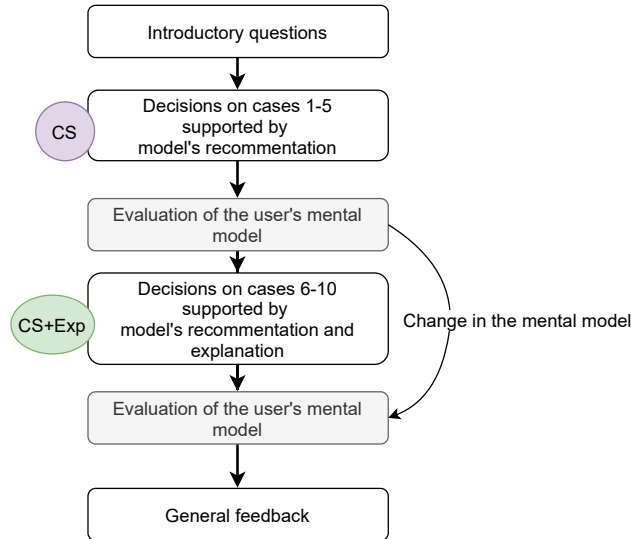 Introductory questions
Decisions on cases 1-5
supported by
model's recommentation
CS
Evaluation of the user's mental
model
Decisions on cases 6-10
supported by
model's recommentation and
explanation
CS+Exp
Change in the mental model
Evaluation of the user's mental
model
General feedback